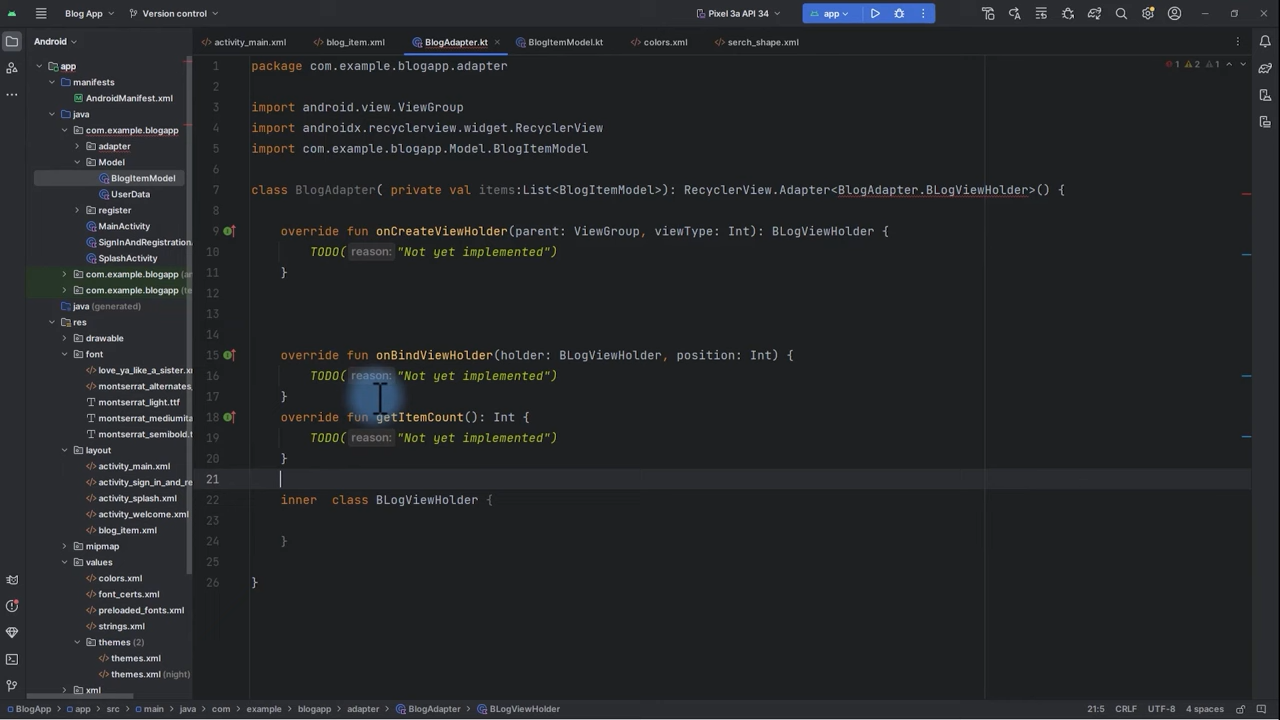 Blog App
Version control
Pixel 3a API 34
app
Android
activity_main.xml
blog_item.xml
BlogAdapter.kt
BlogItemModel.kt
colors.xml
serch_shape.xml
app
manifests
AndroidManifest.xml
java
com.example.blogapp
adapter
Model
BlogItemModel
UserData
register
MainActivity
SignInAndRegistration
SplashActivity
com.example.blogapp (an
com.example.blogapp (te
java (generated)
res
drawable
font
love_ya_like_a_sister.x
montserrat_alternates_
montserrat_light.ttf
montserrat_mediumita
montserrat_semibold.t
layout
activity_main.xml
activity_sign_in_and_re
activity_splash.xml
activity_welcome.xml
blog_item.xml
mipmap
values
colors.xml
font_certs.xml
preloaded_fonts.xml
strings.xml
themes (2)
themes.xml
themes.xml (night)
xml
1 package com.example.blogapp.adapter
1 2 1
2
3 import android.view.ViewGroup
4 import androidx.recyclerview.widget.RecyclerView
5 import com.example.blogapp.Model.BlogItemModel
6
7 class BlogAdapter( private val items:List<BlogItemModel>): RecyclerView.Adapter<BlogAdapter.BLogViewHolder>() {
8
9 override fun onCreateViewHolder(parent: ViewGroup, viewType: Int): BLogViewHolder {
10 TODO( reason: "Not yet implemented")
11 }
12
13
14
15 override fun onBindViewHolder(holder: BLogViewHolder, position: Int) {
16 TODO( reason: "Not yet implemented")
17 }
18 override fun getItemCount(): Int {
19 TODO( reason: "Not yet implemented")
20 }
21
22 inner class BLogViewHolder {
23
24 }
25
26 }
BlogApp > app > src > main > java > com > example > blogapp > adapter > BlogAdapter > BLogViewHolder
21:5 CRLF UTF-8 4 spaces